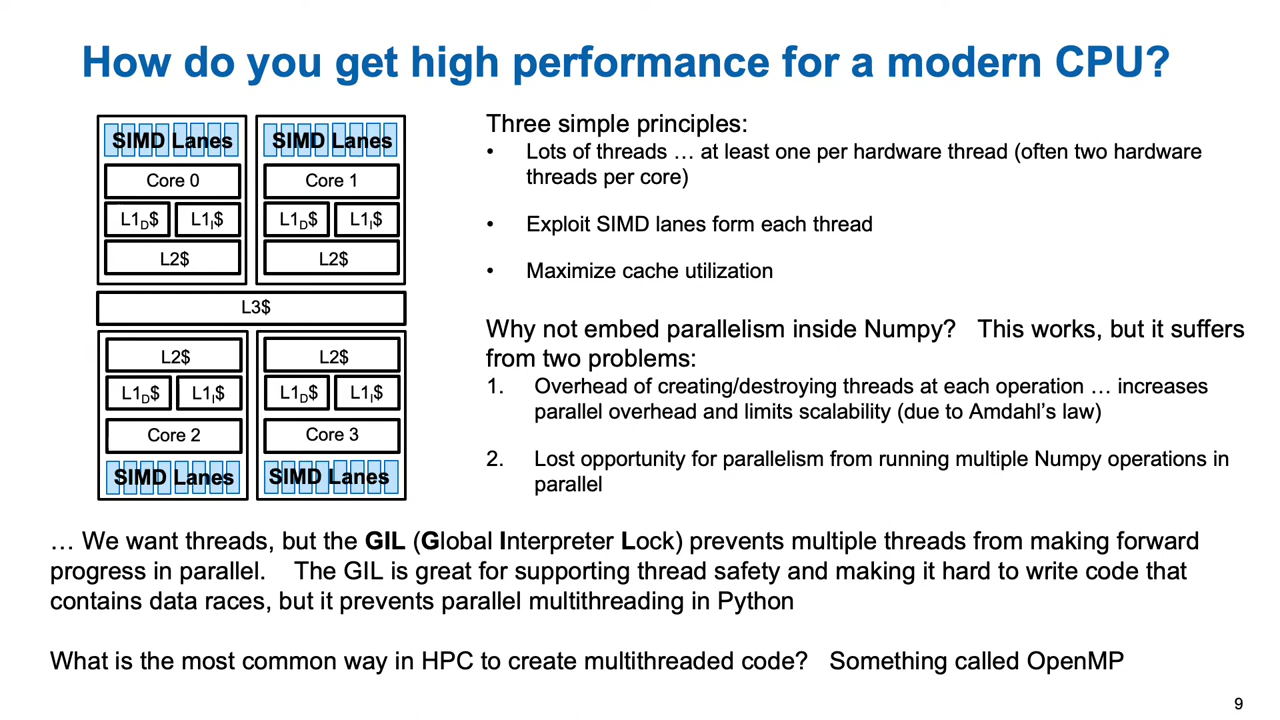 How do you get high performance for a modern CPU?
SIMD Lanes SIMD Lanes
Core 0 Core 1
L1D$ L1I$ L1D$ L1I$
L2$ L2$
L3$
L2$ L2$
L1D$ L1I$ L1D$ L1I$
Core 2 Core 3
SIMD Lanes SIMD Lanes
Three simple principles:
• Lots of threads … at least one per hardware thread (often two hardware
threads per core)
• Exploit SIMD lanes form each thread
• Maximize cache utilization
Why not embed parallelism inside Numpy? This works, but it suffers
from two problems:
1. Overhead of creating/destroying threads at each operation … increases
parallel overhead and limits scalability (due to Amdahl’s law)
2. Lost opportunity for parallelism from running multiple Numpy operations in
parallel
… We want threads, but the GIL (Global Interpreter Lock) prevents multiple threads from making forward
progress in parallel. The GIL is great for supporting thread safety and making it hard to write code that
contains data races, but it prevents parallel multithreading in Python
What is the most common way in HPC to create multithreaded code? Something called OpenMP
9